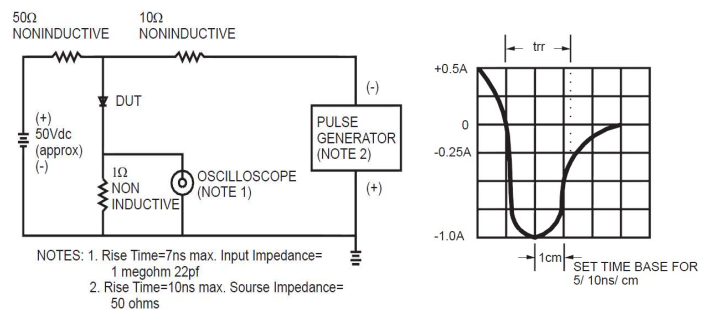 50Ω
NONINDUCTIVE
10Ω
NONINDUCTIVE
DUT
(+)
50Vdc
(approx)
(-)
1Ω
NON
INDUCTIVE
OSCILLOSCOPE
(NOTE 1)
(-)
PULSE
GENERATOR
(NOTE 2)
(+)
NOTES: 1. Rise Time=7ns max. Input Impedance=
1 megohm 22pf
2. Rise Time=10ns max. Sourse Impedance=
50 ohms
trr
+0.5A
0
-0.25A
-1.0A
1cm
SET TIME BASE FOR
5/ 10ns/ cm